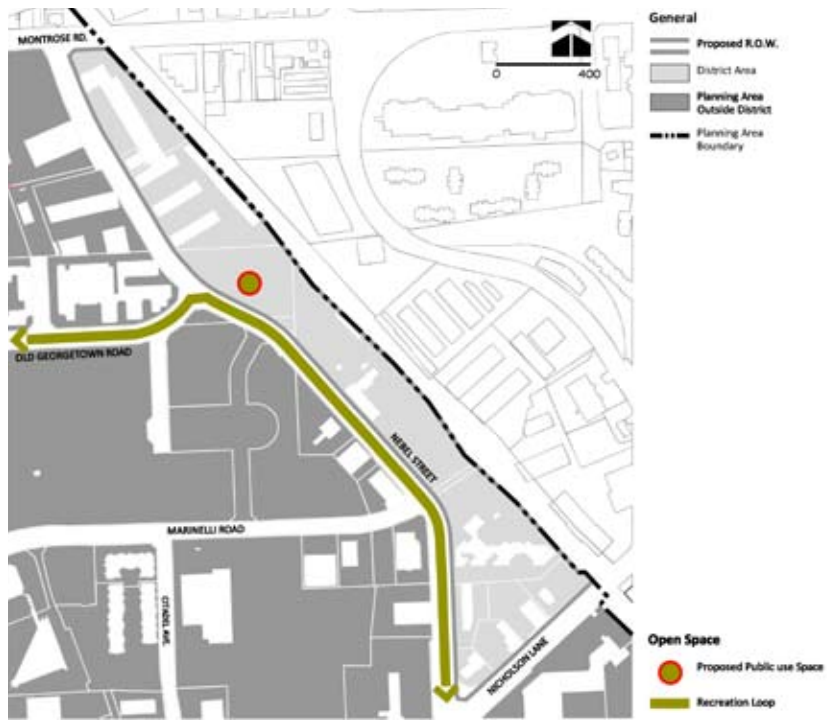 MONTROSE RD.
0 400
OLD GEORGETOWN ROAD
NEBEL STREET
MARINELLI ROAD
CITADEL AVE.
NICHOLSON LANE
General
Proposed R.O.W.
District Area
Planning Area
Outside District
Planning Area
Boundary
Open Space
Proposed Public use Space
Recreation Loop